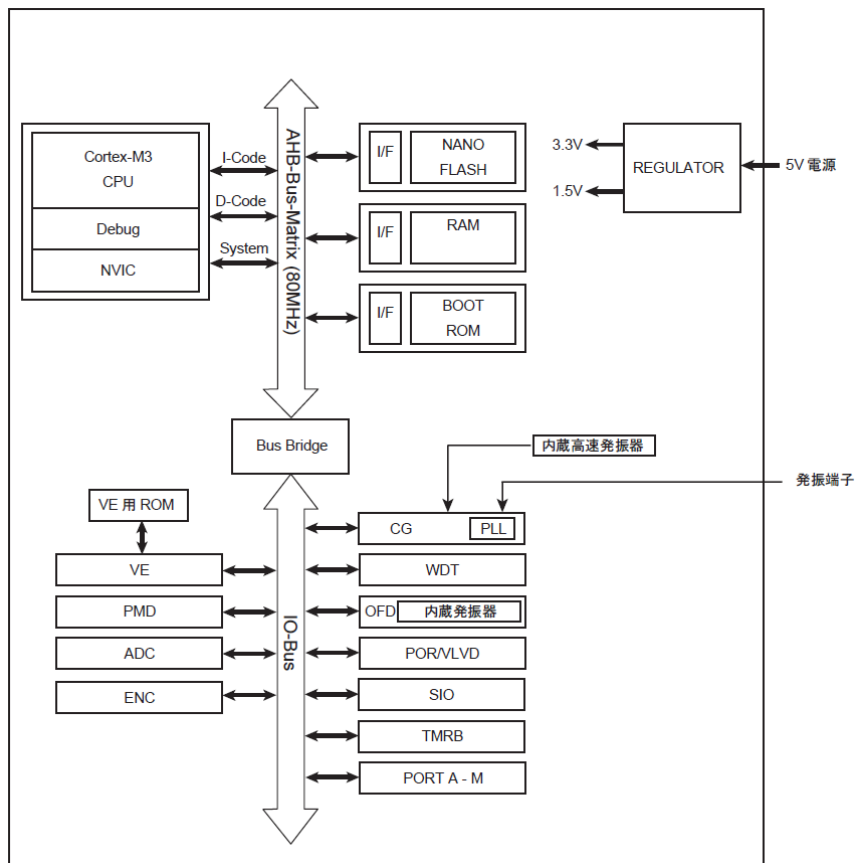 Cortex-M3
CPU
Debug
NVIC
I-Code
D-Code
System
AHB-Bus-Matrix (80MHz)
I/F
NANO
FLASH
I/F
RAM
I/F
BOOT
ROM
3.3V
1.5V
REGULATOR
5V 電源
Bus Bridge
内蔵高速発振器
発振端子
VE 用 ROM
VE
PMD
ADC
ENC
IO-Bus
CG
PLL
WDT
OFD
内蔵発振器
POR/VLVD
SIO
TMRB
PORT A - M